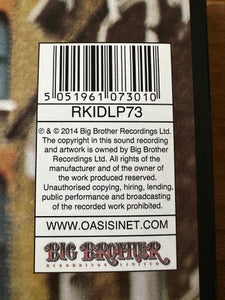 5 051961 073010
RKIDLP73
℗ & © 2014 Big Brother Recordings Ltd.
The copyright in this sound recording
and artwork is owned by Big Brother
Recordings Ltd. All rights of the
manufacturer and of the owner of
the work produced reserved.
Unauthorised copying, hiring, lending,
public performance and broadcasting
of the recorded work prohibited.
WWW.OASISINET.COM
BIG BROTHER
RECORDINGS LIMITED